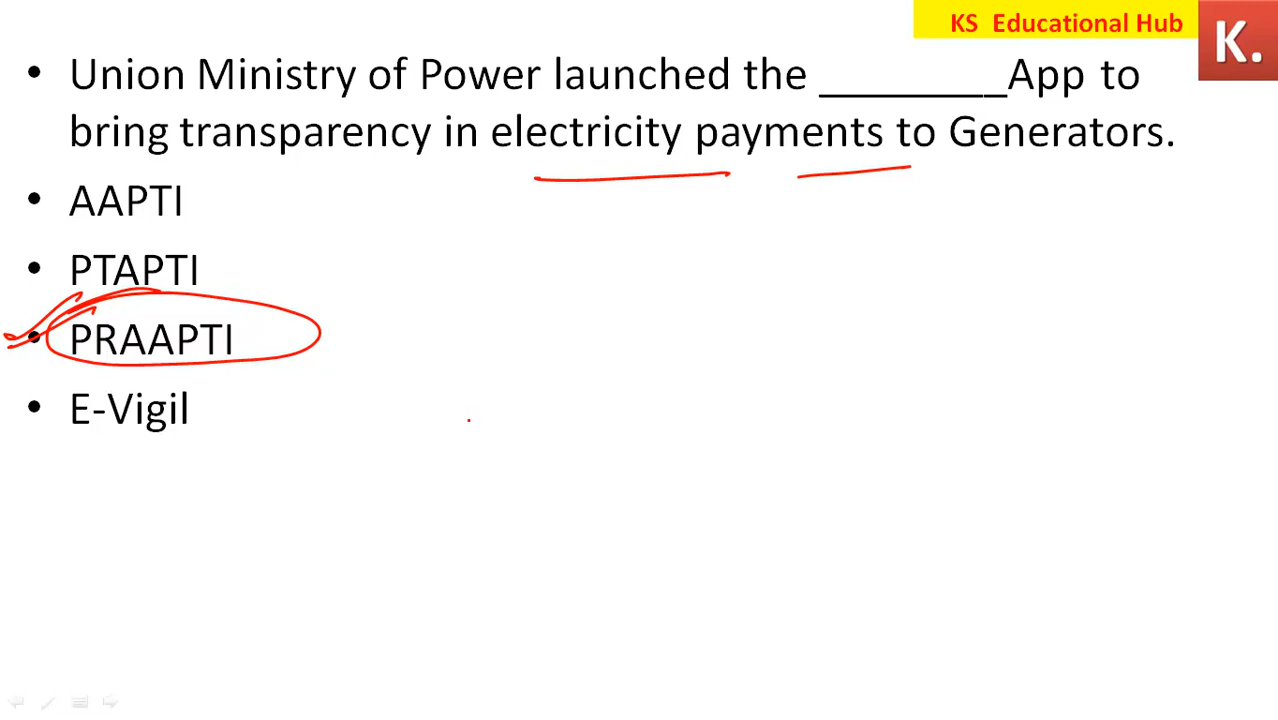 KS Educational Hub
K.
• Union Ministry of Power launched the _________App to
bring transparency in electricity payments to Generators.
• AAPTI
• PTAPTI
• PRAAPTI
• E-Vigil